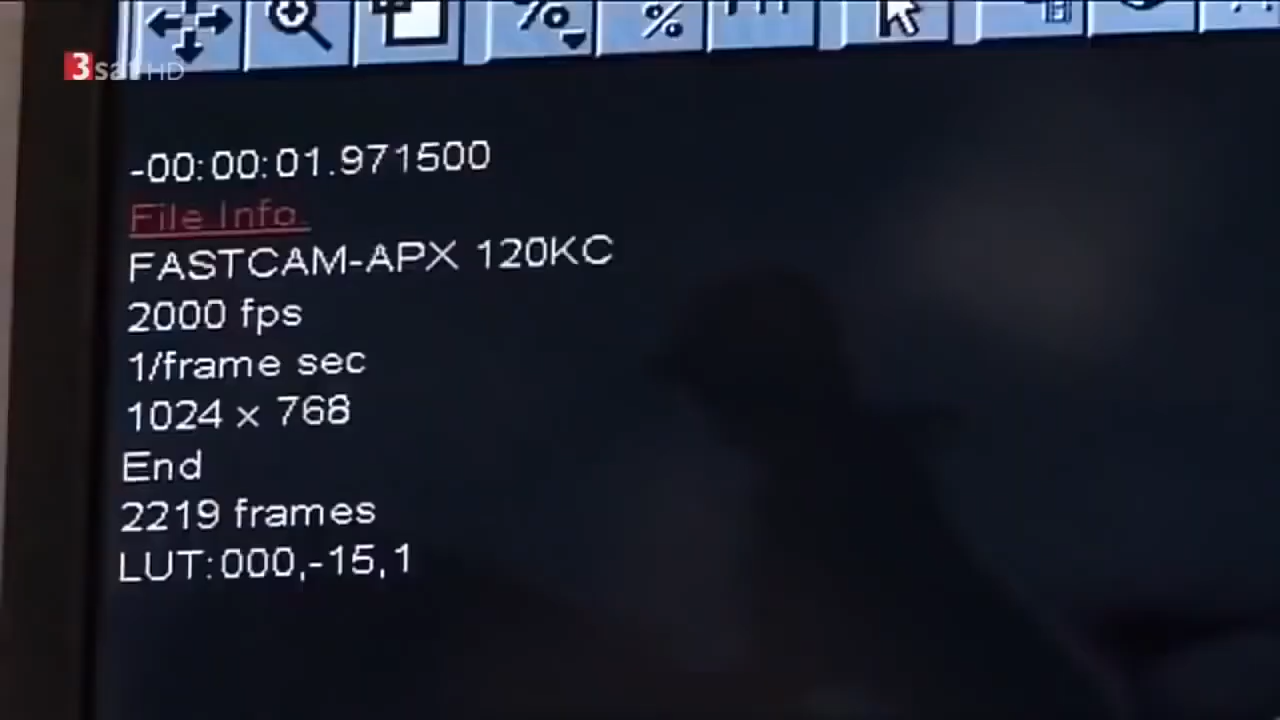 3sat HD
-00:00:01.971500
File Info.
FASTCAM-APX 120KC
2000 fps
1/frame sec
1024 x 768
End
2219 frames
LUT:000,-15,1